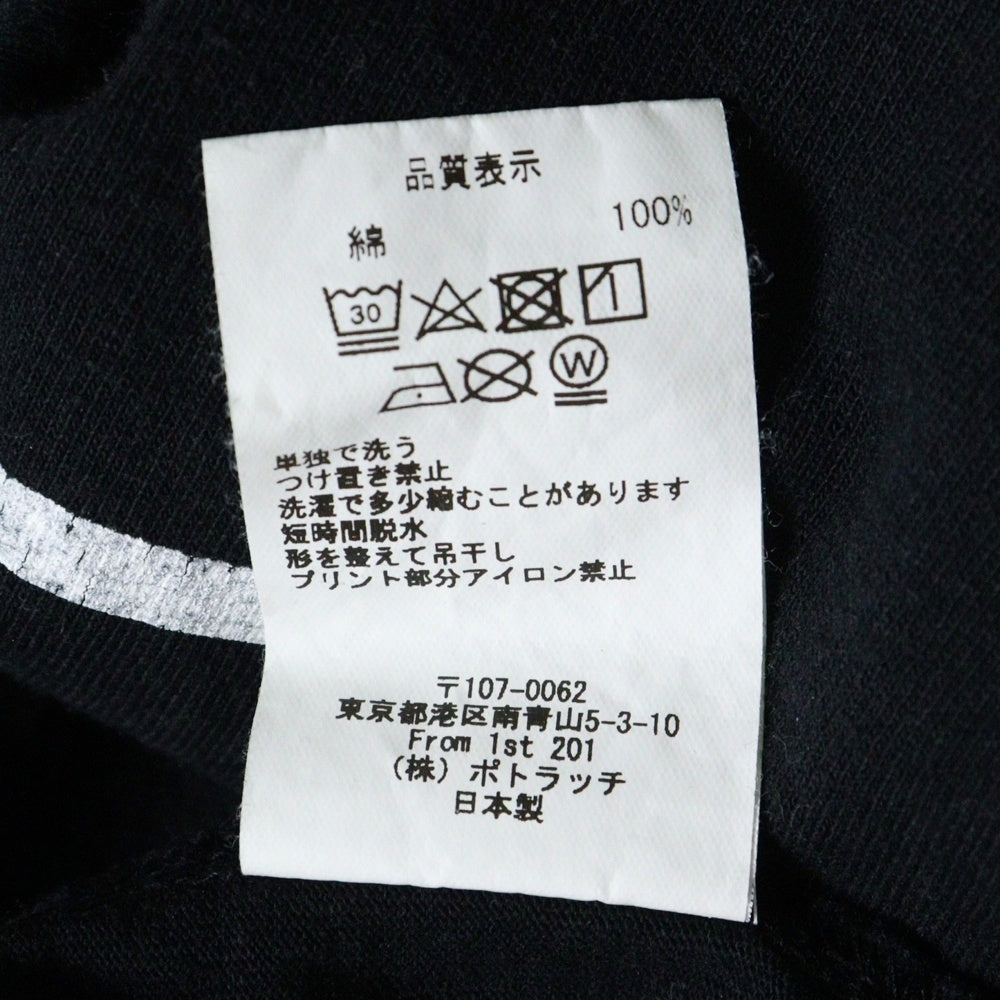 品質表示
綿 100%
30
W
単独で洗う
つけ置き禁止
洗濯で多少縮むことがあります
短時間脱水
形を整えて吊干し
プリント部分アイロン禁止
〒107-0062
東京都港区南青山5-3-10
From 1st 201
(株) ポトラッチ
日本製